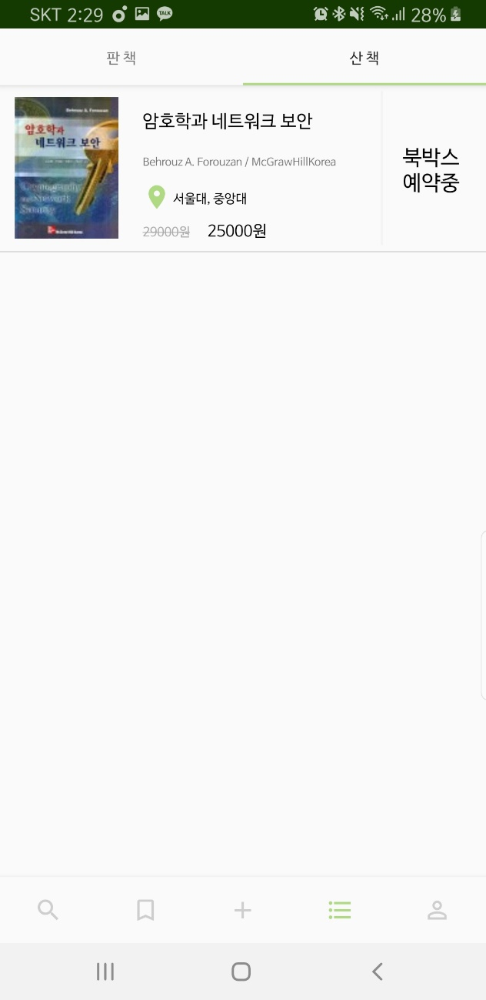 SKT 2:29 TALK 28%
판 책
산 책
Behrouz A. Forouzan
암호학과
네트워크 보안
Cryptography
and Network
Security
암호학과 네트워크 보안
Behrouz A. Forouzan / McGrawHillKorea
서울대, 중앙대
29000원 25000원
북박스
예약중